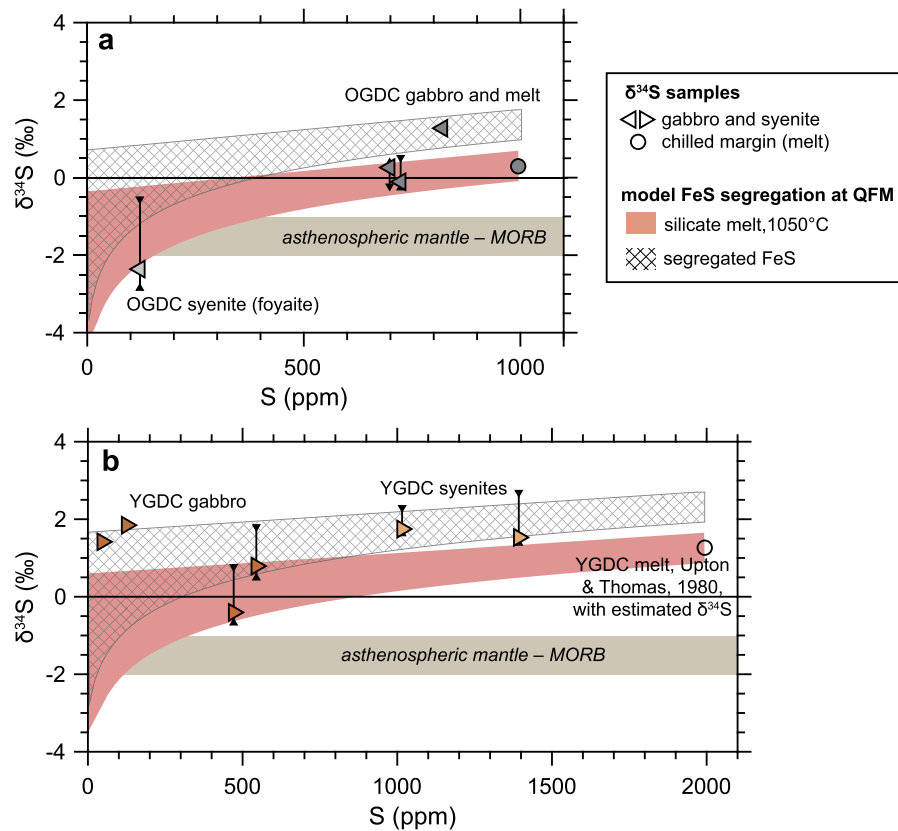 a
4
2
0
-2
-4
δ³⁴S (‰)
OGDC gabbro and melt
asthenospheric mantle – MORB
OGDC syenite (foyaite)
0
500
1000
S (ppm)
δ³⁴S samples
gabbro and syenite
chilled margin (melt)
model FeS segregation at QFM
silicate melt,1050°C
segregated FeS
b
4
2
0
-2
-4
δ³⁴S (‰)
YGDC gabbro
YGDC syenites
YGDC melt, Upton
& Thomas, 1980,
with estimated δ³⁴S
asthenospheric mantle – MORB
0
500
1000
1500
2000
S (ppm)